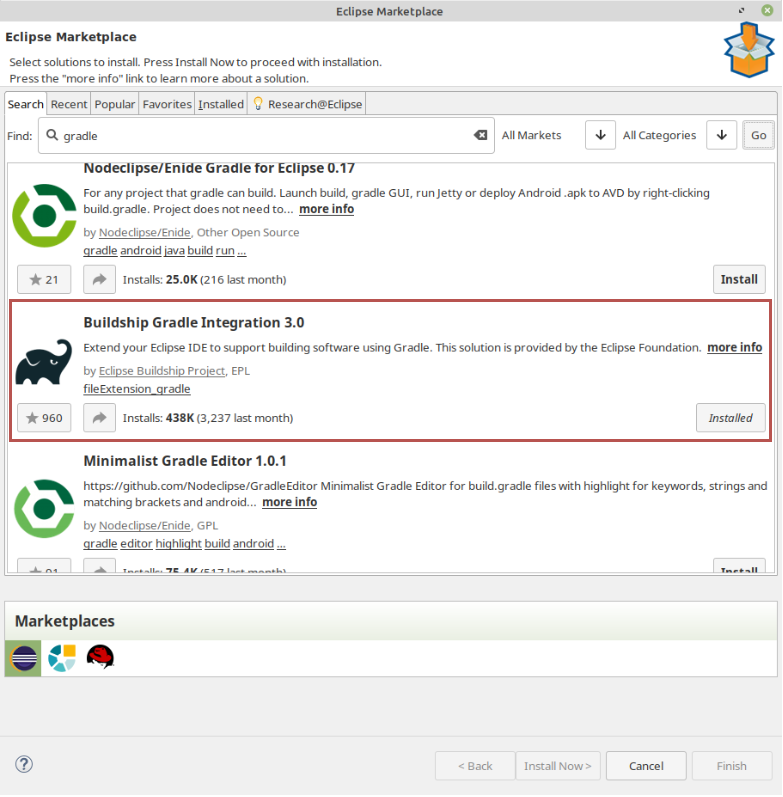 Eclipse Marketplace
Eclipse Marketplace
Select solutions to install. Press Install Now to proceed with installation.
Press the "more info" link to learn more about a solution.
Search Recent Popular Favorites Installed Research@Eclipse
Find: gradle All Markets All Categories Go
Nodeclipse/Enide Gradle for Eclipse 0.17
For any project that gradle can build. Launch build, gradle GUI, run Jetty or deploy Android .apk to AVD by right-clicking
build.gradle. Project does not need to... more info
by Nodeclipse/Enide, Other Open Source
gradle android java build run ...
21 Installs: 25.0K (216 last month) Install
Buildship Gradle Integration 3.0
Extend your Eclipse IDE to support building software using Gradle. This solution is provided by the Eclipse Foundation. more info
by Eclipse Buildship Project, EPL
fileExtension_gradle
960 Installs: 438K (3,237 last month) Installed
Minimalist Gradle Editor 1.0.1
https://github.com/Nodeclipse/GradleEditor Minimalist Gradle Editor for build.gradle files with highlight for keywords, strings and
matching brackets and android... more info
by Nodeclipse/Enide, GPL
gradle editor highlight build android ...
91 Installs: 75.4K (517 last month) Install
Marketplaces
? < Back Install Now > Cancel Finish